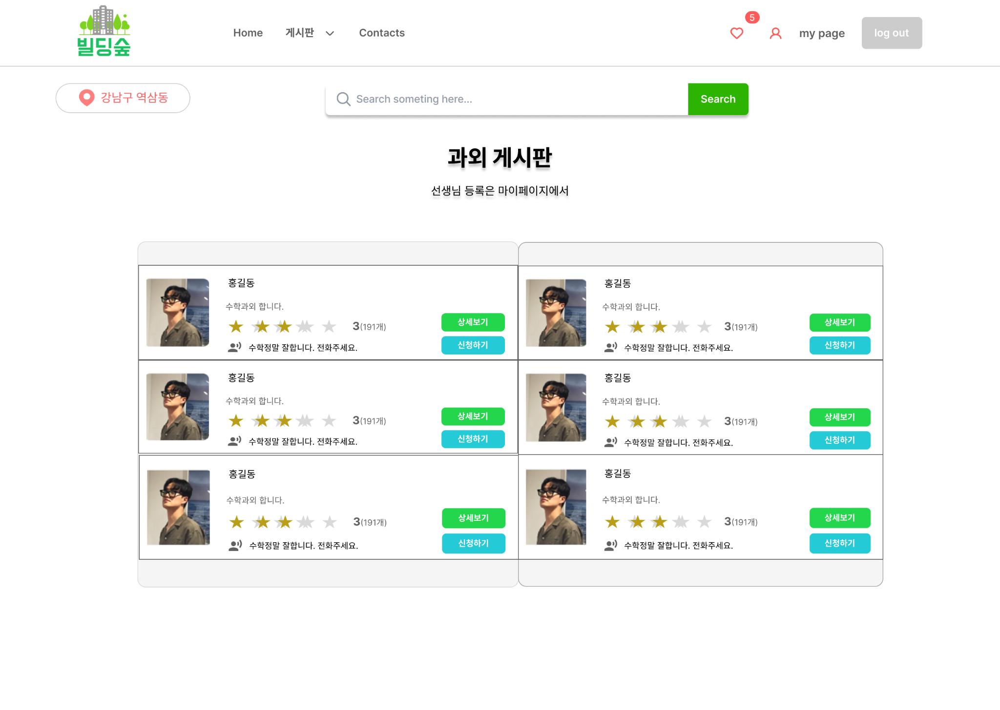 빌딩숲
Home 게시판 Contacts 5 my page log out
강남구 역삼동 Search someting here... Search
과외 게시판
선생님 등록은 마이페이지에서
홍길동
수학과외 합니다.
3(191개)
수학정말 잘합니다. 전화주세요.
상세보기
신청하기
홍길동
수학과외 합니다.
3(191개)
수학정말 잘합니다. 전화주세요.
상세보기
신청하기
홍길동
수학과외 합니다.
3(191개)
수학정말 잘합니다. 전화주세요.
상세보기
신청하기
홍길동
수학과외 합니다.
3(191개)
수학정말 잘합니다. 전화주세요.
상세보기
신청하기
홍길동
수학과외 합니다.
3(191개)
수학정말 잘합니다. 전화주세요.
상세보기
신청하기
홍길동
수학과외 합니다.
3(191개)
수학정말 잘합니다. 전화주세요.
상세보기
신청하기